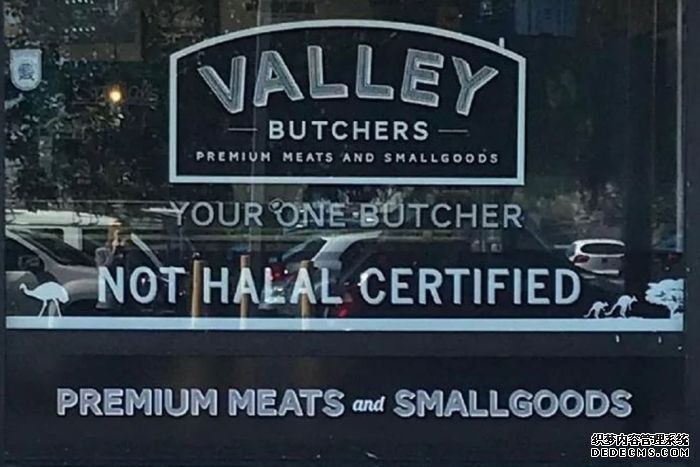 VALLEY
BUTCHERS
PREMIUM MEATS AND SMALLGOODS
YOUR ONE BUTCHER
NOT HALAL CERTIFIED
PREMIUM MEATS and SMALLGOODS
织梦内容管理系统
DEDECMS.COM